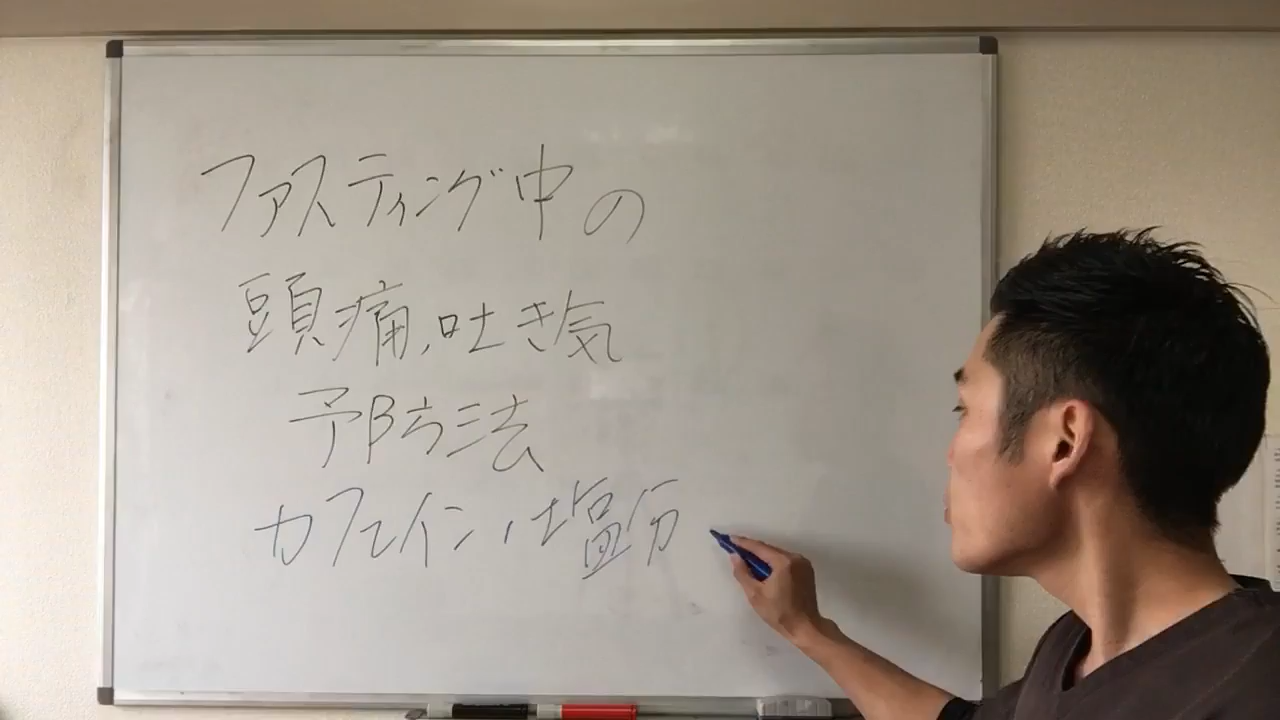 ファスティング中の
頭痛、吐き気
予防方法
カフェイン、塩分